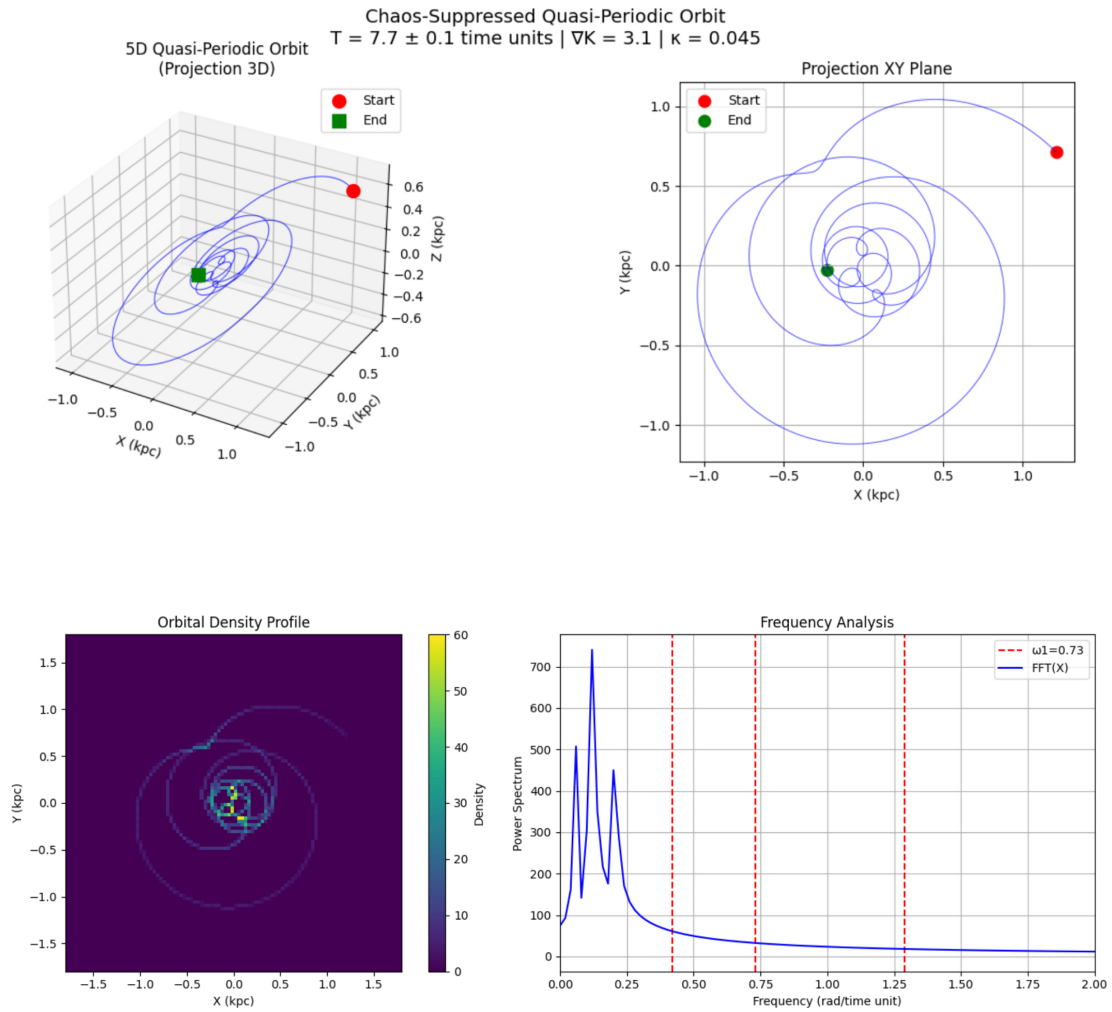 Chaos-Suppressed Quasi-Periodic Orbit
T = 7.7 ± 0.1 time units | ∇K = 3.1 | κ = 0.045
5D Quasi-Periodic Orbit
(Projection 3D)
Start
End
0.6
0.4
0.2
0.0
−0.2
−0.4
−0.6
Z (kpc)
−1.0
−0.5
0.0
0.5
1.0
X (kpc)
−1.0
−0.5
0.0
0.5
1.0
Y (kpc)
Projection XY Plane
Start
End
1.0
0.5
0.0
−0.5
−1.0
Y (kpc)
−1.0
−0.5
0.0
0.5
1.0
X (kpc)
Orbital Density Profile
1.5
1.0
0.5
0.0
−0.5
−1.0
−1.5
Y (kpc)
−1.5
−1.0
−0.5
0.0
0.5
1.0
1.5
X (kpc)
60
50
40
30
20
10
0
Density
Frequency Analysis
ω1=0.73
FFT(X)
700
600
500
400
300
200
100
0
Power Spectrum
0.00
0.25
0.50
0.75
1.00
1.25
1.50
1.75
2.00
Frequency (rad/time unit)